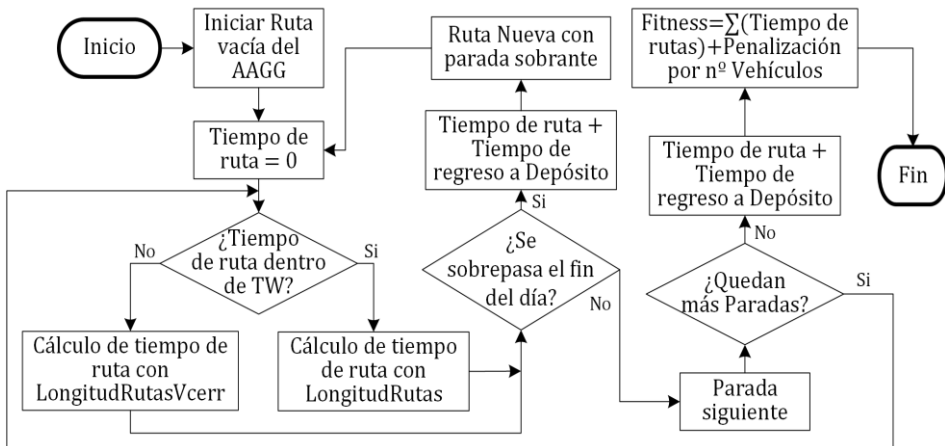 Inicio
Iniciar Ruta
vacía del
AAGG
Tiempo de
ruta = 0
¿Tiempo
de ruta dentro
de TW?
No
Si
Cálculo de tiempo de
ruta con
LongitudRutasVcerr
Cálculo de tiempo
de ruta con
LongitudRutas
Ruta Nueva con
parada sobrante
Tiempo de ruta +
Tiempo de
regreso a Depósito
Si
¿Se
sobrepasa el fin
del día?
No
Parada
siguiente
¿Quedan
más Paradas?
No
Si
Tiempo de ruta +
Tiempo de
regreso a Depósito
Fitness=∑(Tiempo de
rutas)+Penalización
por nº Vehículos
Fin